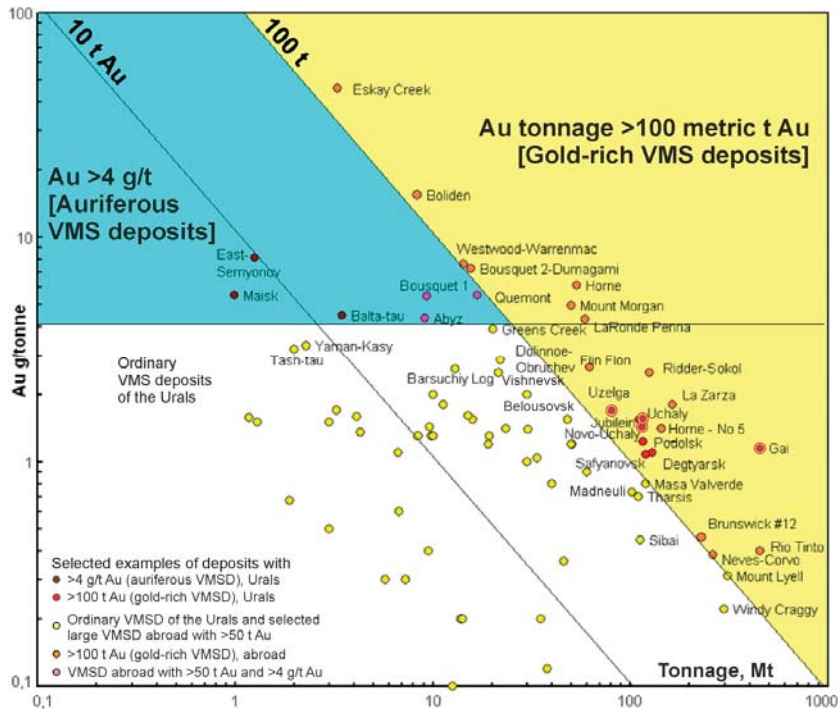 100
10 t Au
100 t
Eskay Creek
Au tonnage >100 metric t Au
[Gold-rich VMS deposits]
Au >4 g/t
[Auriferous
VMS deposits]
Boliden
10
East-
Semyonov
Westwood-Warrenmac
Bousquet 2-Dumagami
Bousquet 1
Quemont
Horne
Maisk
Mount Morgan
Balta-tau
Abyz
LaRonde Penna
Au g/tonne
Greens Creek
Yaman-Kasy
Tash-tau
Dolinnoe-
Obruchev
Flin Flon
Ordinary
VMS deposits
of the Urals
Barsuchiy Log
Vishnevsk
Ridder-Sokol
Uzelga
La Zarza
Belousovsk
Uchaly
Jubilein
Horne - No 5
Novo-Uchaly
Podolsk
Gai
1
Safyanovsk
Degtyarsk
Madneuli
Masa Valverde
Tharsis
Brunswick #12
Sibai
Rio Tinto
Neves-Corvo
Mount Lyell
Windy Craggy
Selected examples of deposits with
>4 g/t Au (auriferous VMSD), Urals
>100 t Au (gold-rich VMSD), Urals
Ordinary VMSD of the Urals and selected
large VMSD abroad with >50 t Au
>100 t Au (gold-rich VMSD), abroad
VMSD abroad with >50 t Au and >4 g/t Au
Tonnage, Mt
0,1
0,1
1
10
100
1000